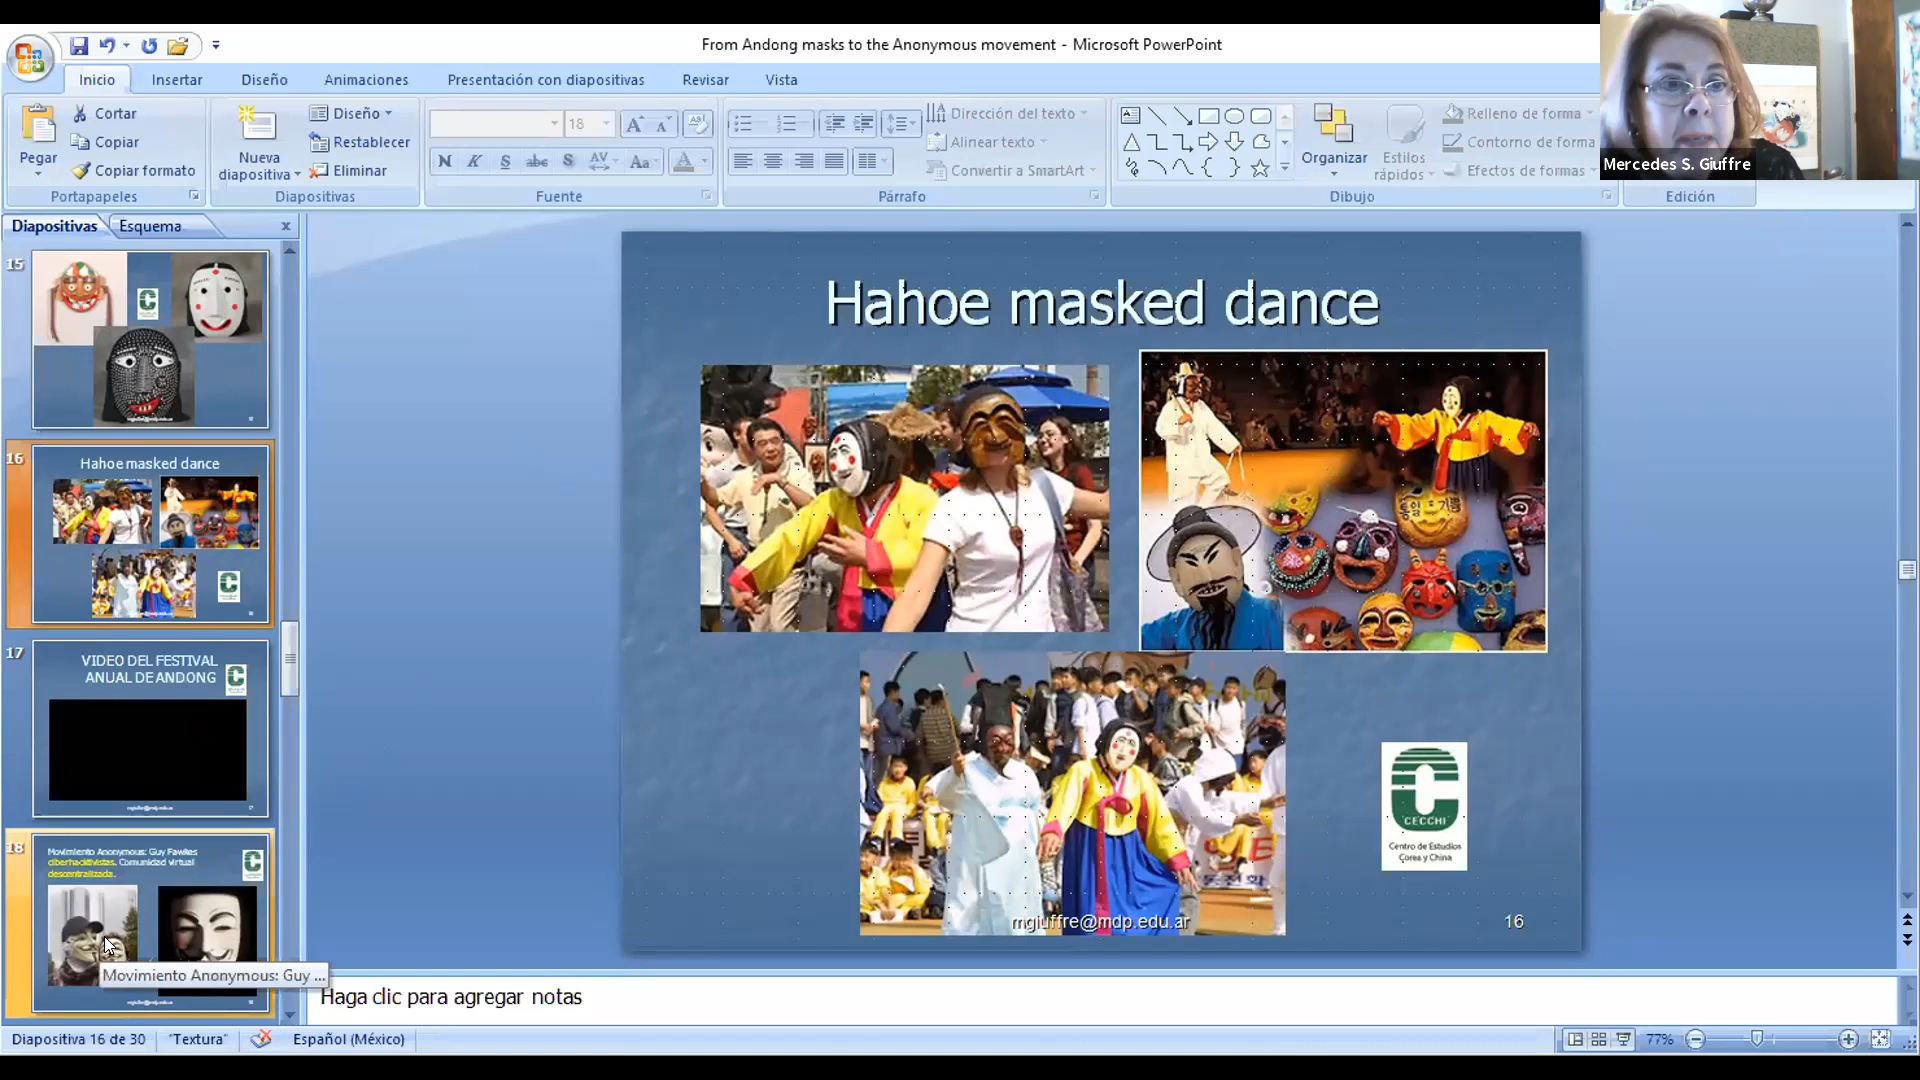 From Andong masks to the Anonymous movement - Microsoft PowerPoint
Inicio
Insertar
Diseño
Animaciones
Presentación con diapositivas
Revisar
Vista
Pegar
Cortar
Copiar
Copiar formato
Portapapeles
Nueva
diapositiva
Diseño
Restablecer
Eliminar
Diapositivas
18
Fuente
Dirección del texto
Alinear texto
Convertir a SmartArt
Párrafo
Organizar
Estilos
rápidos
Relleno de forma
Contorno de forma
Efectos de formas
Dibujo
Edición
Mercedes S. Giuffre
Diapositivas
Esquema
15
16
Hahoe masked dance
17
VIDEO DEL FESTIVAL
ANUAL DE ANDONG
18
Movimiento Anonymous: Guy Fawkes
ciberhacktivistas. Comunidad virtual
descentralizada.
Movimiento Anonymous: Guy ...
Hahoe masked dance
CECCHI
Centro de Estudios
Corea y China
mgiuffre@mdp.edu.ar
16
Haga clic para agregar notas
Diapositiva 16 de 30
"Textura"
Español (México)
77%